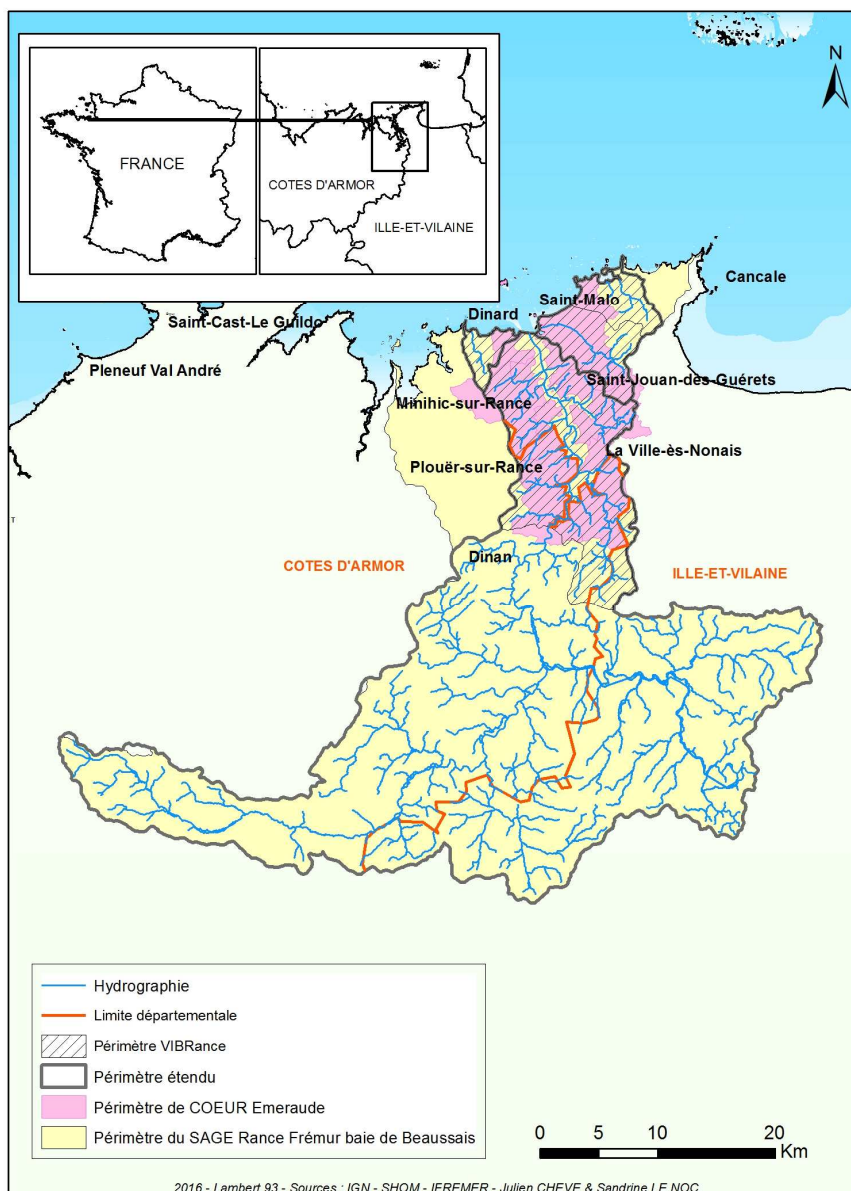 N
FRANCE
COTES D'ARMOR
ILLE-ET-VILAINE
Cancale
Saint-Malo
Dinard
Saint-Cast-Le Guildo
Pleneuf Val André
Saint-Jouan-des-Guérets
Minihic-sur-Rance
La Ville-ès-Nonais
Plouër-sur-Rance
T
Dinan
COTES D'ARMOR
ILLE-ET-VILAINE
Hydrographie
Limite départementale
Périmètre VIBRance
Périmètre étendu
Périmètre de COEUR Emeraude
Périmètre du SAGE Rance Frémur baie de Beaussais
0 5 10 20
Km
2016 - Lambert 93 - Sources : IGN - SHOM - IFREMER - Julien CHEVE & Sandrine LE NOC